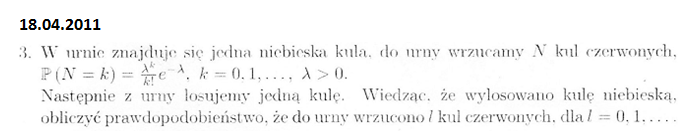 18.04.2011
3. W urnie znajduje się jedna niebieska kula, do urny wrzucamy N kul czerwonych,
ℙ(N = k) = \frac{λ^k}{k!}e^{-λ}, k = 0, 1, . . . , λ > 0.
Następnie z urny losujemy jedną kulę. Wiedząc, że wylosowano kulę niebieską,
obliczyć prawdopodobieństwo, że do urny wrzucono l kul czerwonych, dla l = 0, 1, . . . .